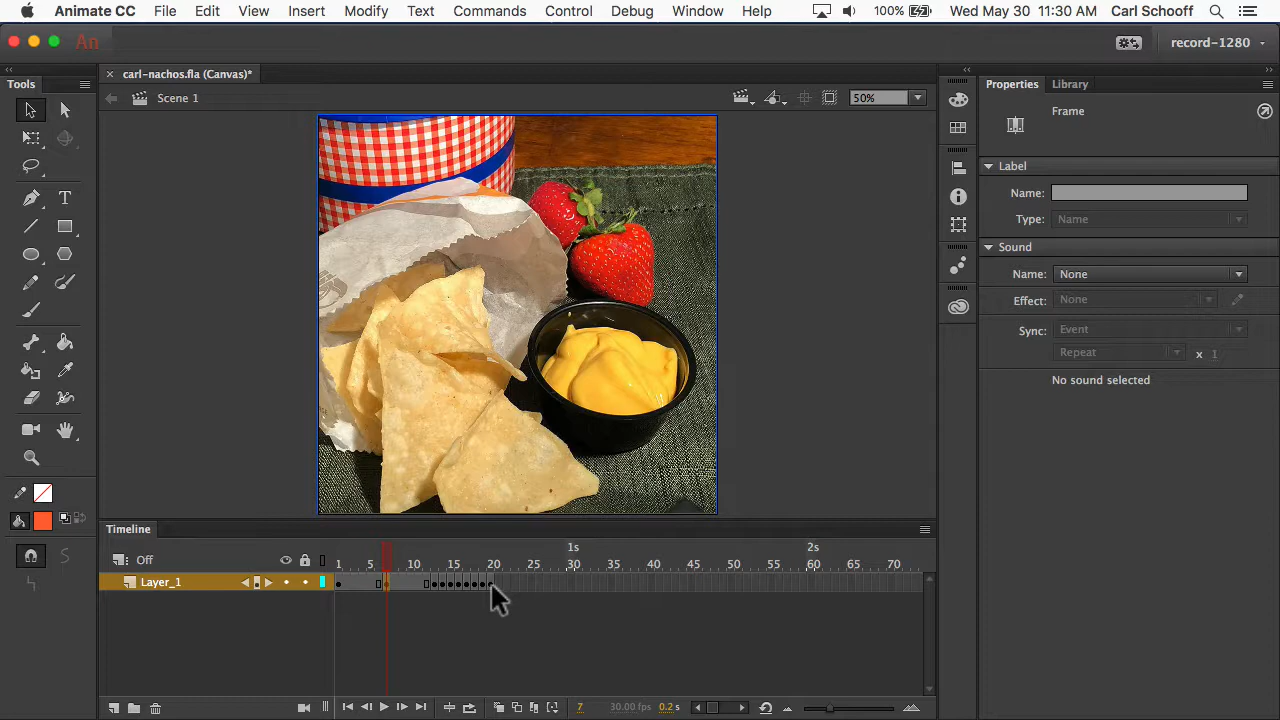 Animate CC File Edit View Insert Modify Text Commands Control Debug Window Help 100% Wed May 30 11:30 AM Carl Schooff
An record-1280
Tools carl-nachos.fla (Canvas)* Properties Library
Scene 1 50%
Frame
Label
Name:
Type: Name
Sound
Name: None
Effect: None
Sync: Event
Repeat x 1
No sound selected
Timeline
1s 2s
Off 1 5 10 15 20 25 30 35 40 45 50 55 60 65 70
Layer_1
7 30.00 fps 0.2 s